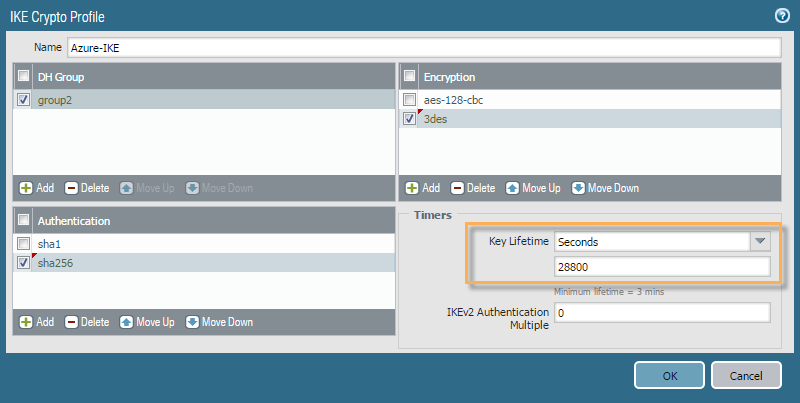 IKE Crypto Profile
Name Azure-IKE
DH Group
group2
Add Delete Move Up Move Down
Encryption
aes-128-cbc
3des
Add Delete Move Up Move Down
Authentication
sha1
sha256
Add Delete Move Up Move Down
Timers
Key Lifetime Seconds
28800
Minimum lifetime = 3 mins
IKEv2 Authentication
Multiple 0
OK Cancel